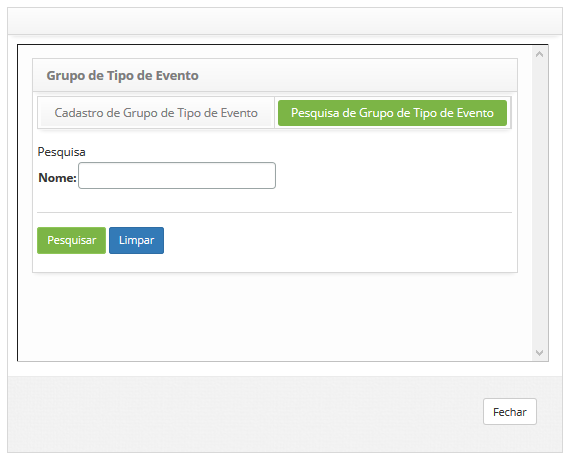 Grupo de Tipo de Evento
Cadastro de Grupo de Tipo de Evento Pesquisa de Grupo de Tipo de Evento
Pesquisa
Nome:
Pesquisar Limpar
Fechar